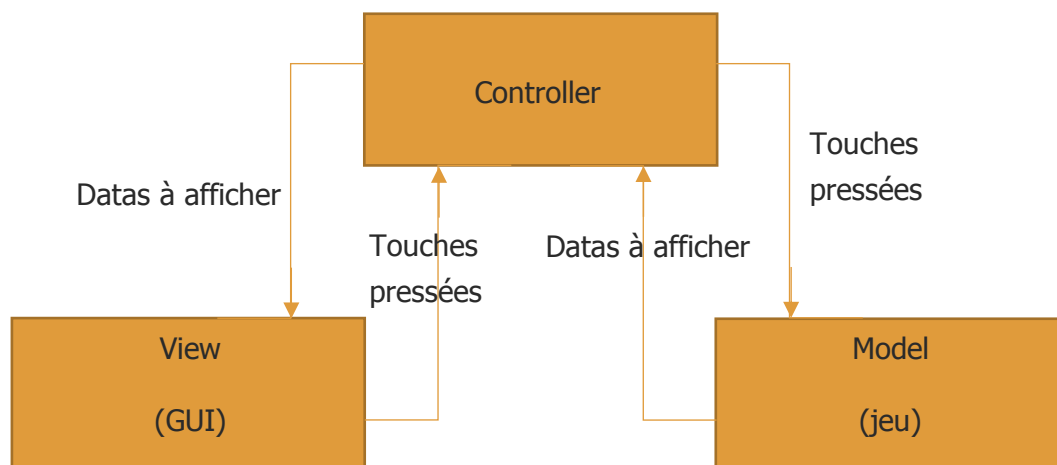 Controller
Touches
pressées
Datas à afficher
Touches
pressées
Datas à afficher
View
(GUI)
Model
(jeu)